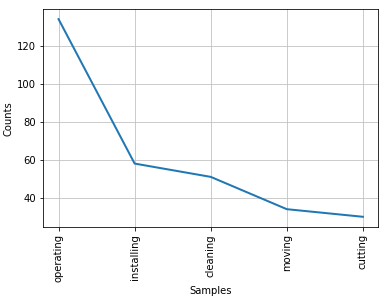 120
100
80
60
40
Counts
operating
installing
cleaning
moving
cutting
Samples